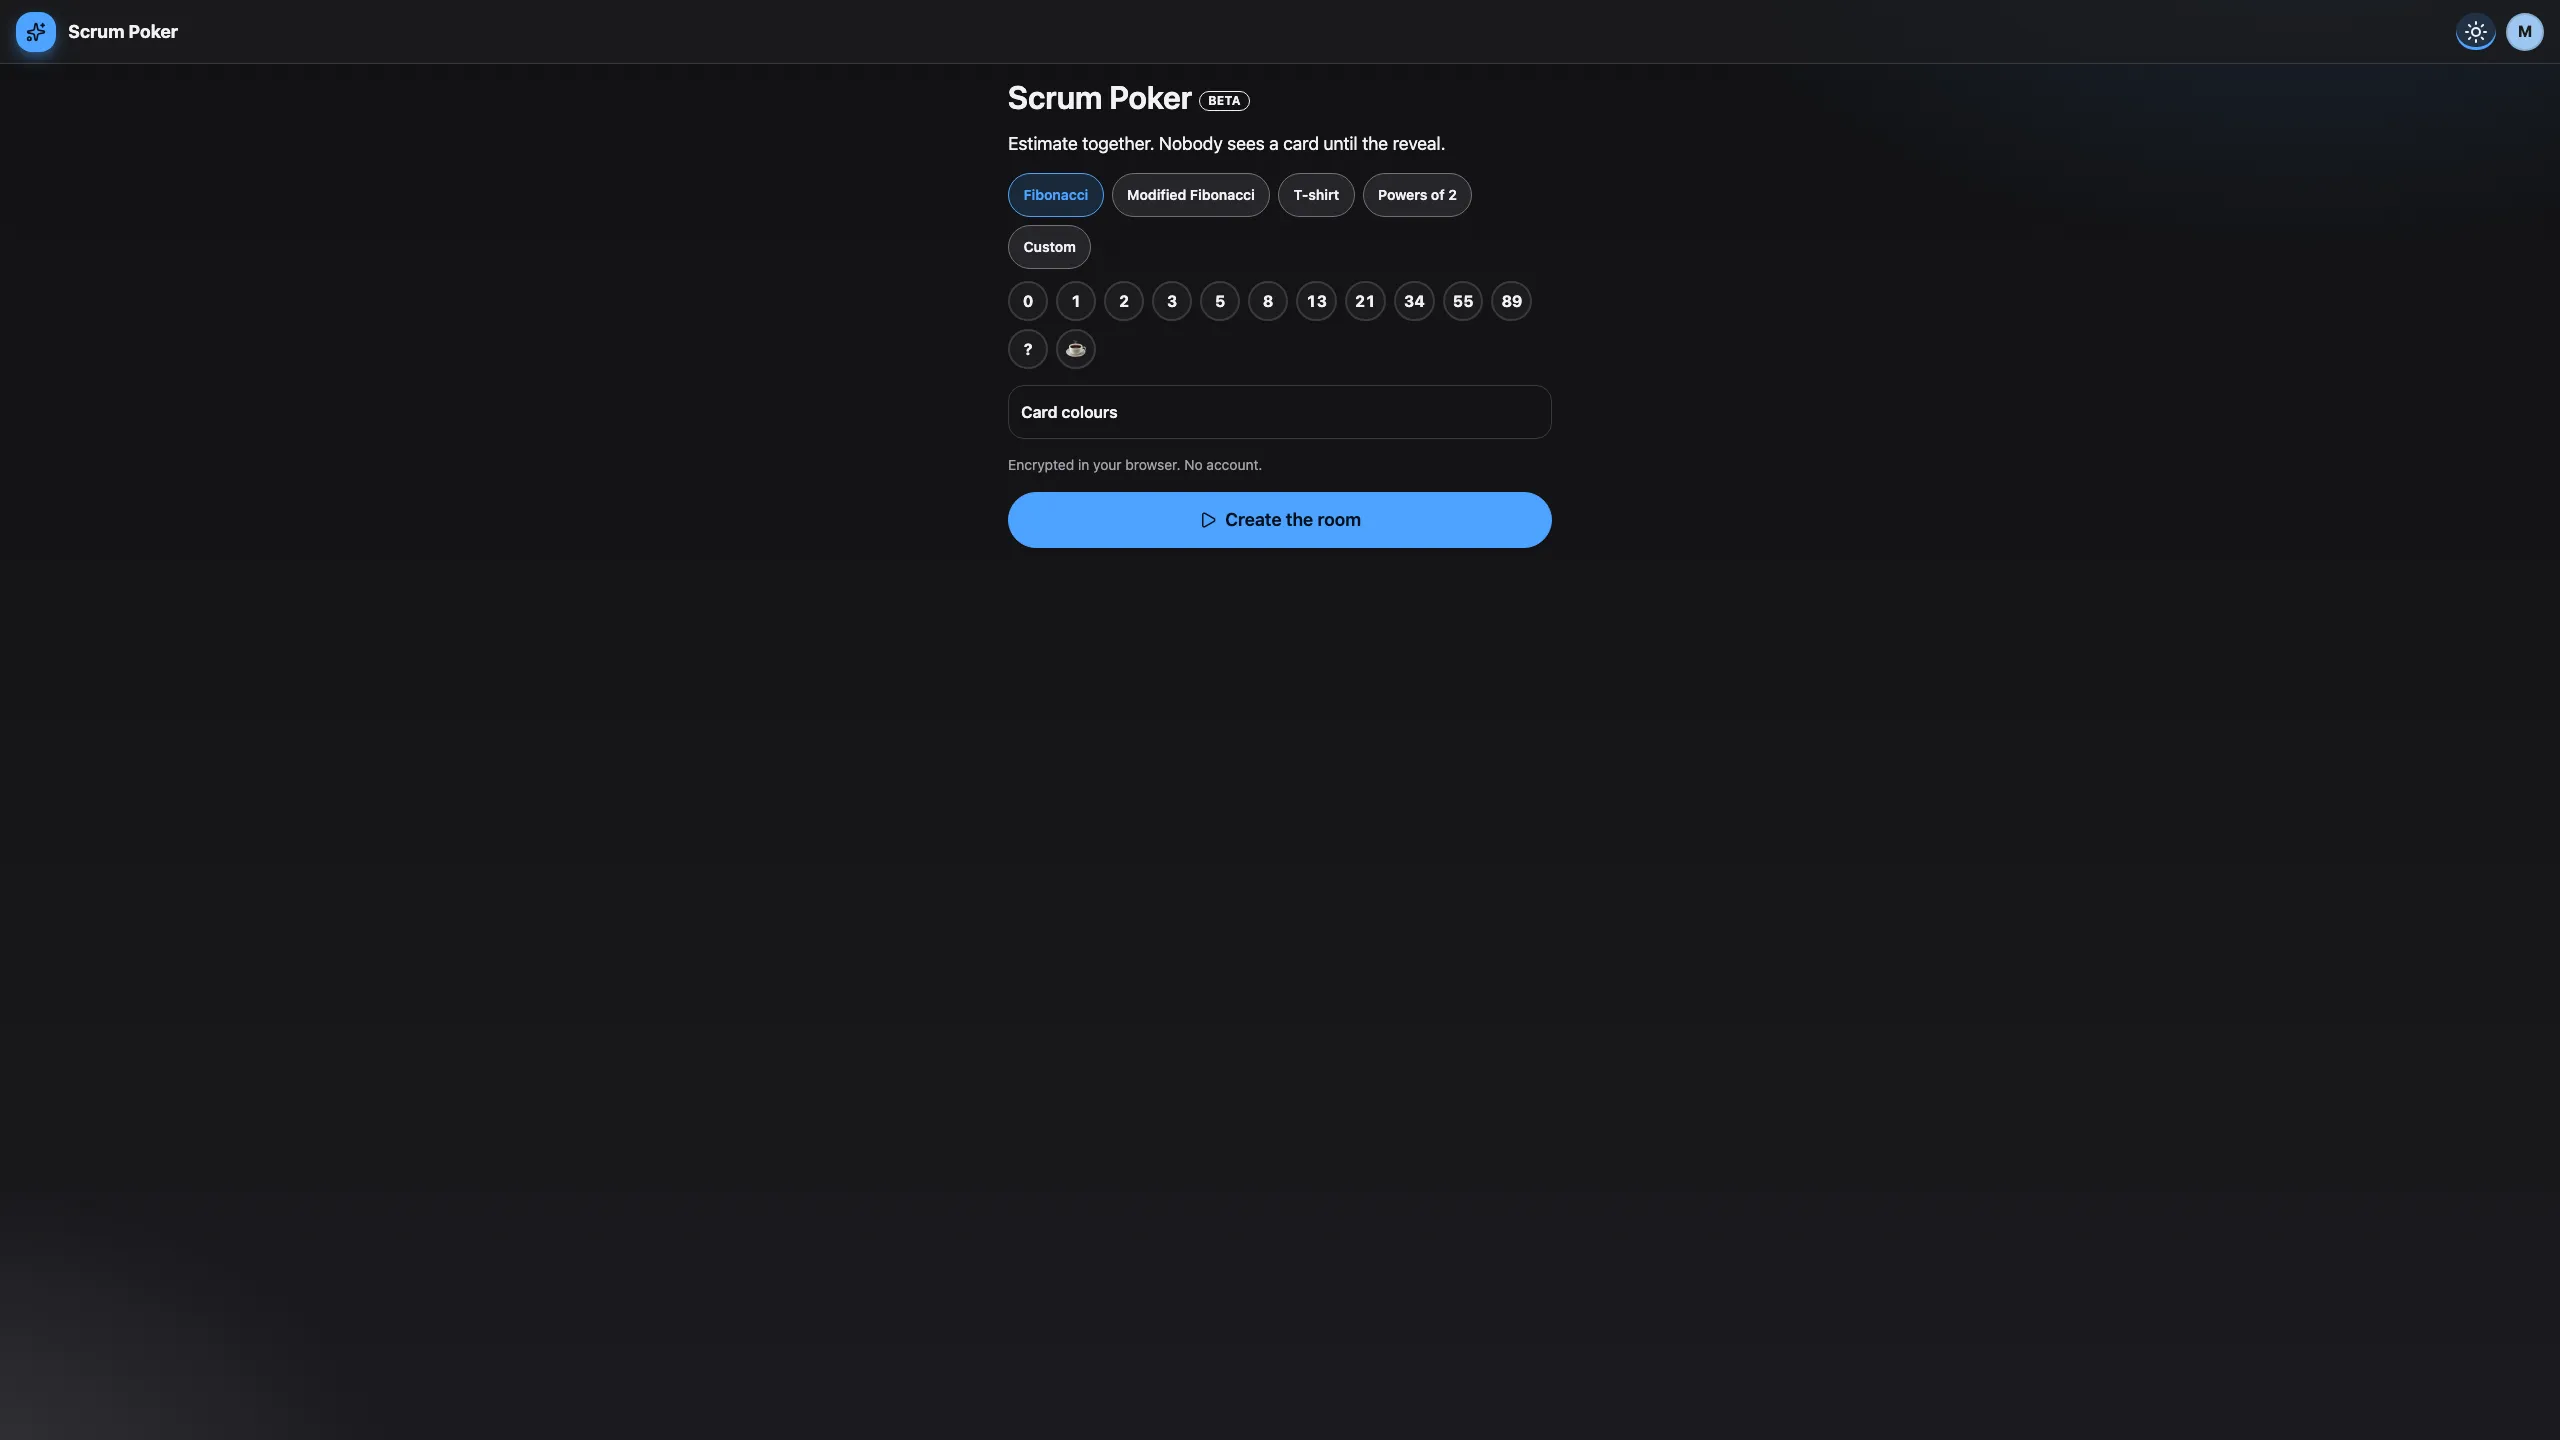 Scrum Poker
M
Scrum Poker BETA
Estimate together. Nobody sees a card until the reveal.
Fibonacci Modified Fibonacci T-shirt Powers of 2
Custom
0 1 2 3 5 8 13 21 34 55 89
? ☕
Card colours
Encrypted in your browser. No account.
Create the room